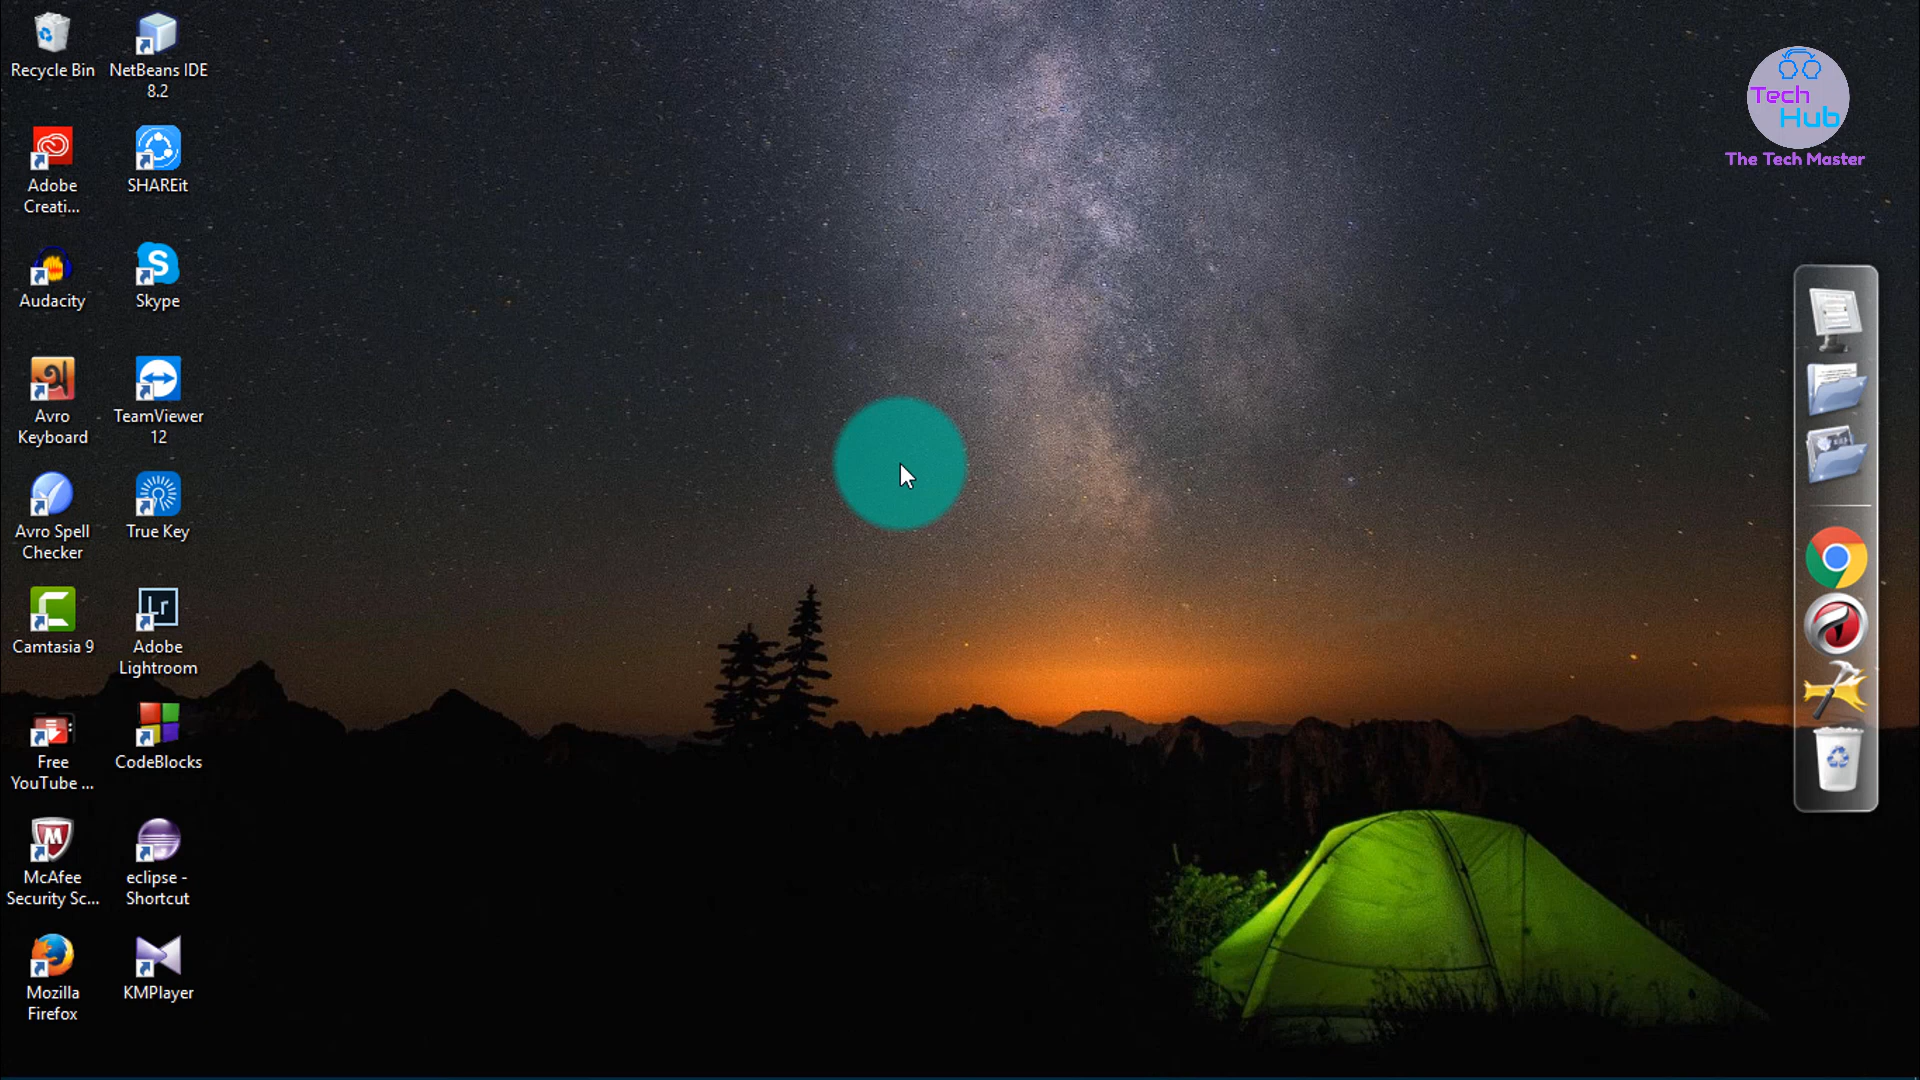 Recycle Bin
NetBeans IDE
8.2
Tech
Hub
The Tech Master
Adobe
Creati...
SHAREit
Audacity
Skype
Avro
Keyboard
TeamViewer
12
Avro Spell
Checker
True Key
Camtasia 9
Lr
Adobe
Lightroom
Free
YouTube ...
CodeBlocks
McAfee
Security Sc...
eclipse -
Shortcut
Mozilla
Firefox
KMPlayer